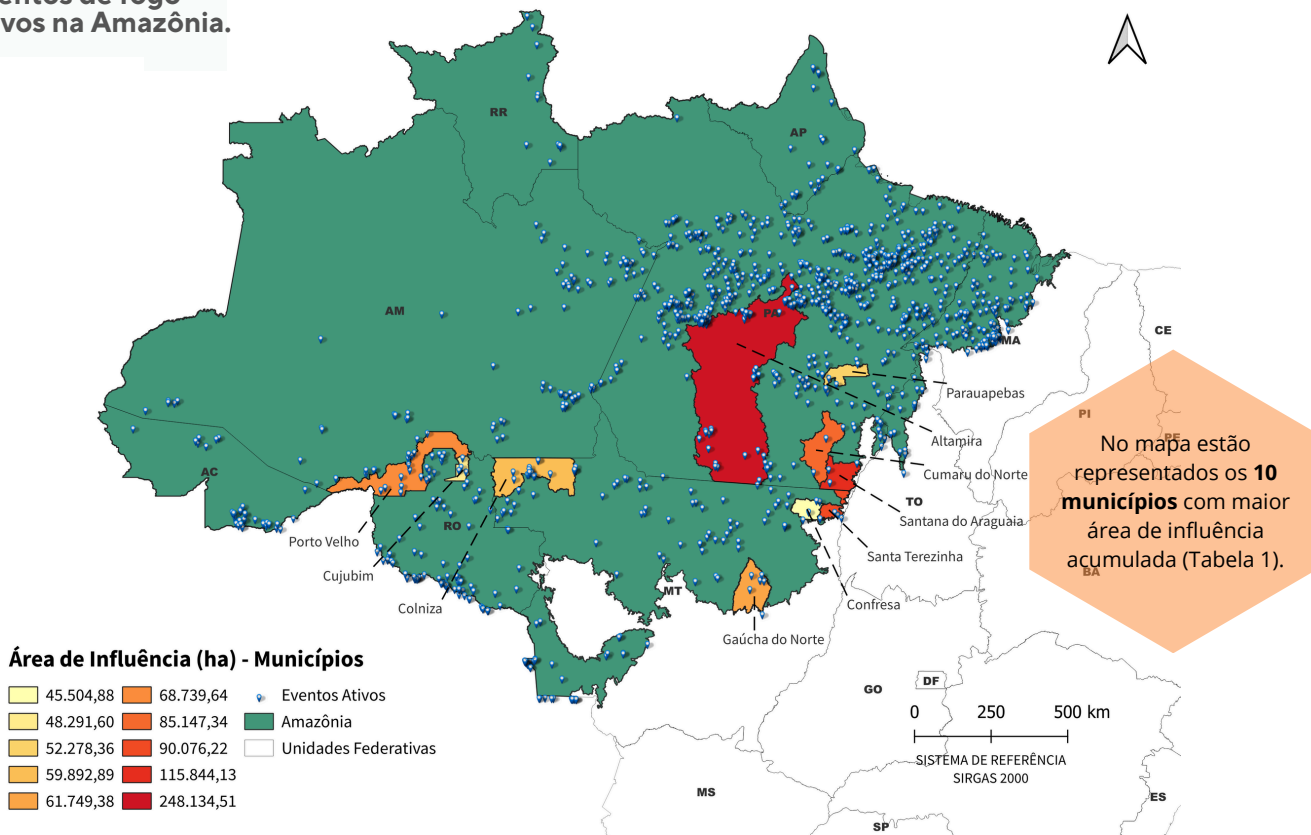 entos de fogo
vos na Amazônia.
RR
AP
AM
PA
MA
CE
PI
PE
Parauapebas
Altamira
Cumaru do Norte
TO
Santana do Araguaia
Santa Terezinha
Confresa
Gaúcha do Norte
MT
AC
RO
Porto Velho
Cujubim
Colniza
No mapa estão
representados os 10
municípios com maior
área de influência
acumulada (Tabela 1).
BA
Área de Influência (ha) - Municípios
45.504,88
48.291,60
52.278,36
59.892,89
61.749,38
68.739,64
85.147,34
90.076,22
115.844,13
248.134,51
Eventos Ativos
Amazônia
Unidades Federativas
GO
DF
0 250 500 km
SISTEMA DE REFERÊNCIA
SIRGAS 2000
MS
ES
SP